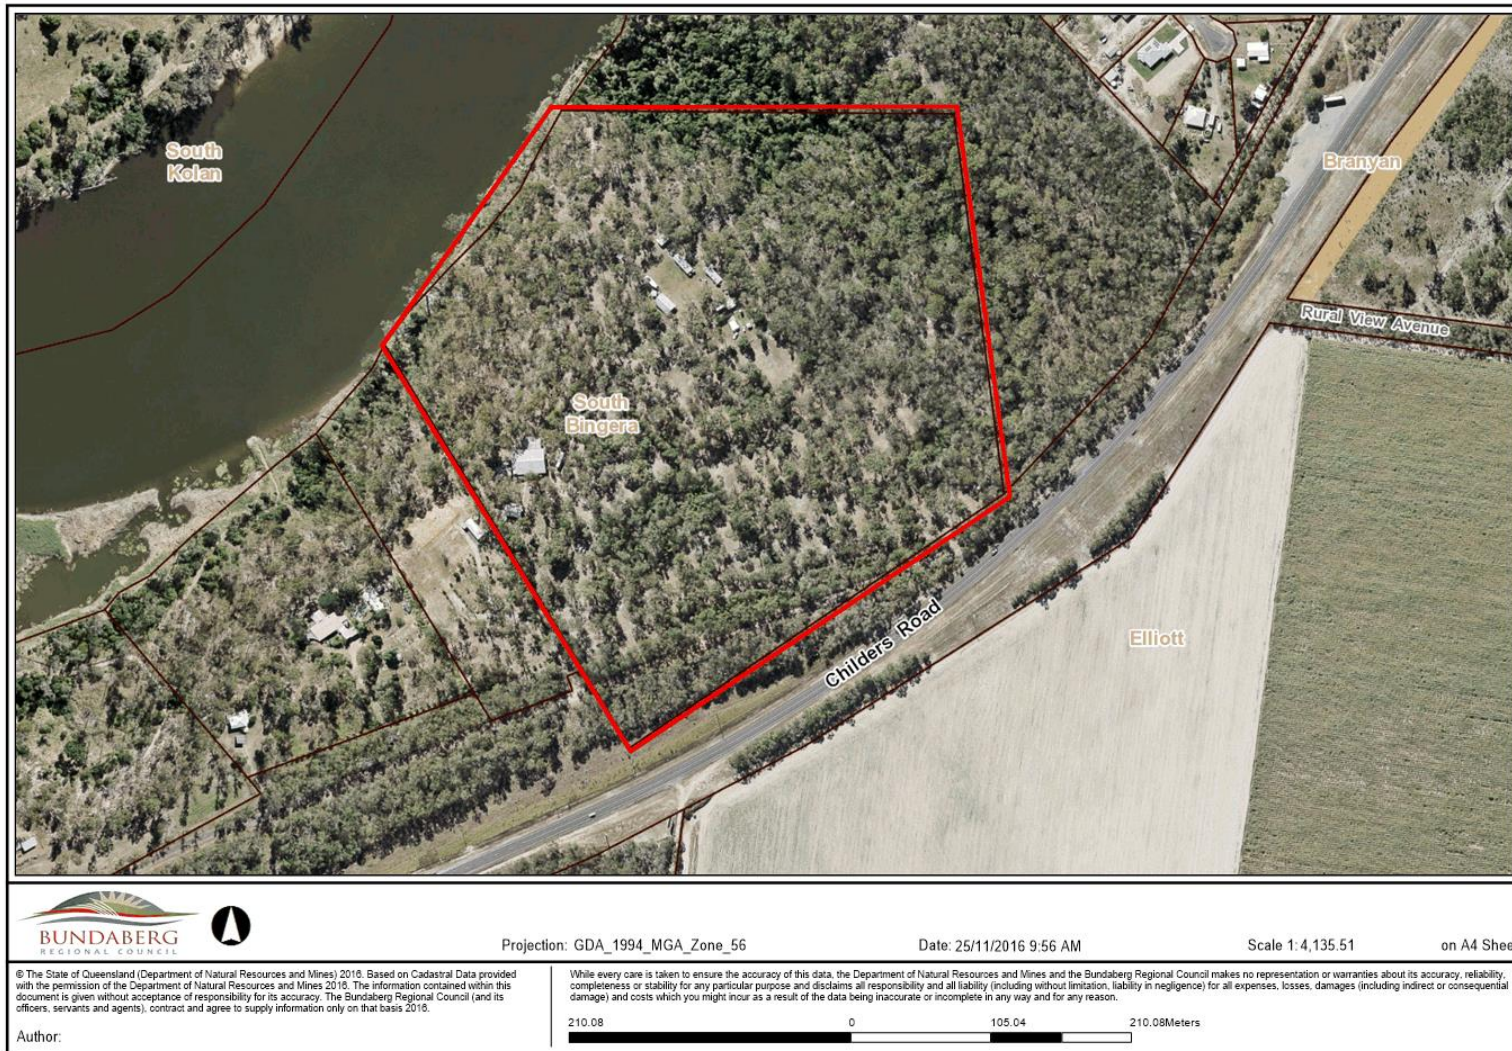 South
Kolan
Branyan
Rural View Avenue
South
Bingera
Childers Road
Elliott
BUNDABERG
REGIONAL COUNCIL
Projection: GDA_1994_MGA_Zone_56
Date: 25/11/2016 9:56 AM
Scale 1: 4,135.51
on A4 Shee
© The State of Queensland (Department of Natural Resources and Mines) 2016. Based on Cadastral Data provided
with the permission of the Department of Natural Resources and Mines 2016. The information contained within this
document is given without acceptance of responsibility for its accuracy. The Bundaberg Regional Council (and its
officers, servants and agents), contract and agree to supply information only on that basis 2016.
Author:
While every care is taken to ensure the accuracy of this data, the Department of Natural Resources and Mines and the Bundaberg Regional Council makes no representation or warranties about its accuracy, reliability,
completeness or stability for any particular purpose and disclaims all responsibility and all liability (including without limitation, liability in negligence) for all expenses, losses, damages (including indirect or consequential
damage) and costs which you might incur as a result of the data being inaccurate or incomplete in any way and for any reason.
210.08 0 105.04 210.08Meters